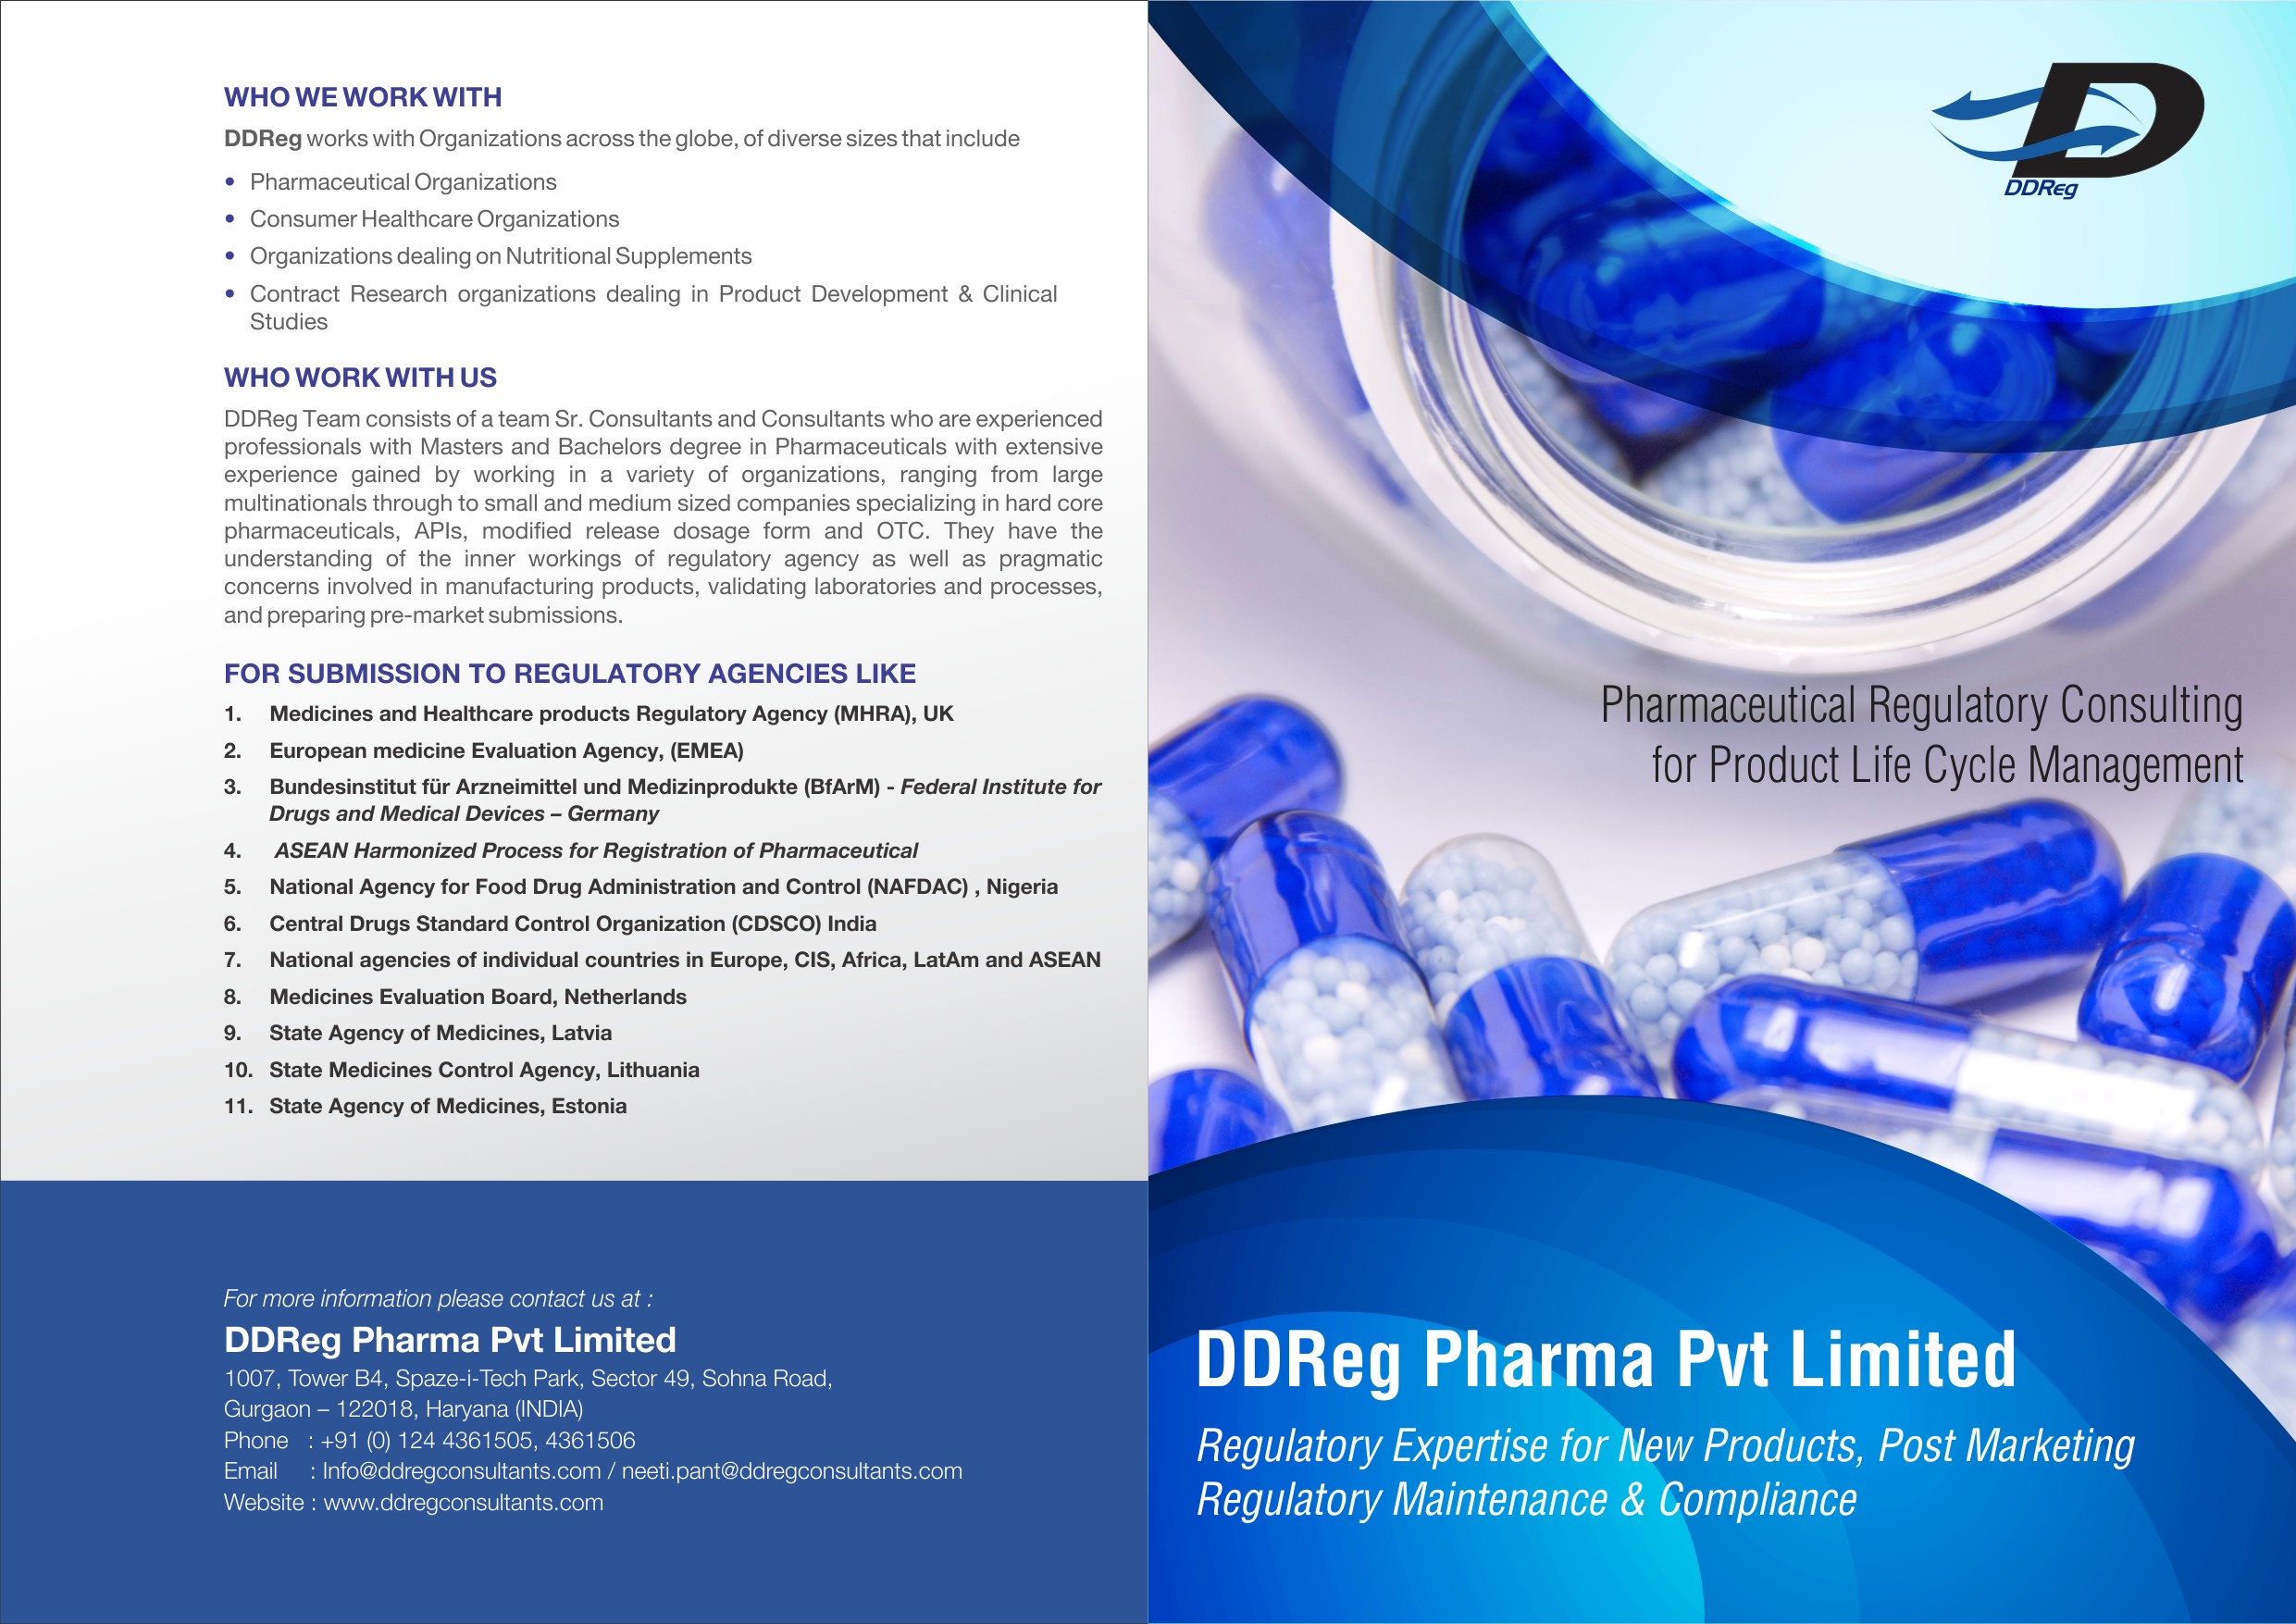 WHO WE WORK WITH
DDReg works with Organizations across the globe, of diverse sizes that include
• Pharmaceutical Organizations
• Consumer Healthcare Organizations
• Organizations dealing on Nutritional Supplements
• Contract Research organizations dealing in Product Development & Clinical
Studies
WHO WORK WITH US
DDReg Team consists of a team Sr. Consultants and Consultants who are experienced
professionals with Masters and Bachelors degree in Pharmaceuticals with extensive
experience gained by working in a variety of organizations, ranging from large
multinationals through to small and medium sized companies specializing in hard core
pharmaceuticals, APIs, modified release dosage form and OTC. They have the
understanding of the inner workings of regulatory agency as well as pragmatic
concerns involved in manufacturing products, validating laboratories and processes,
and preparing pre-market submissions.
FOR SUBMISSION TO REGULATORY AGENCIES LIKE
1. Medicines and Healthcare products Regulatory Agency (MHRA), UK
2. European medicine Evaluation Agency, (EMEA)
3. Bundesinstitut für Arzneimittel und Medizinprodukte (BfArM) - Federal Institute for
Drugs and Medical Devices – Germany
4. ASEAN Harmonized Process for Registration of Pharmaceutical
5. National Agency for Food Drug Administration and Control (NAFDAC) , Nigeria
6. Central Drugs Standard Control Organization (CDSCO) India
7. National agencies of individual countries in Europe, CIS, Africa, LatAm and ASEAN
8. Medicines Evaluation Board, Netherlands
9. State Agency of Medicines, Latvia
10. State Medicines Control Agency, Lithuania
11. State Agency of Medicines, Estonia
For more information please contact us at :
DDReg Pharma Pvt Limited
1007, Tower B4, Spaze-i-Tech Park, Sector 49, Sohna Road,
Gurgaon – 122018, Haryana (INDIA)
Phone : +91 (0) 124 4361505, 4361506
Email : Info@ddregconsultants.com / neeti.pant@ddregconsultants.com
Website : www.ddregconsultants.com
D
DDReg
Pharmaceutical Regulatory Consulting
for Product Life Cycle Management
DDReg Pharma Pvt Limited
Regulatory Expertise for New Products, Post Marketing
Regulatory Maintenance & Compliance